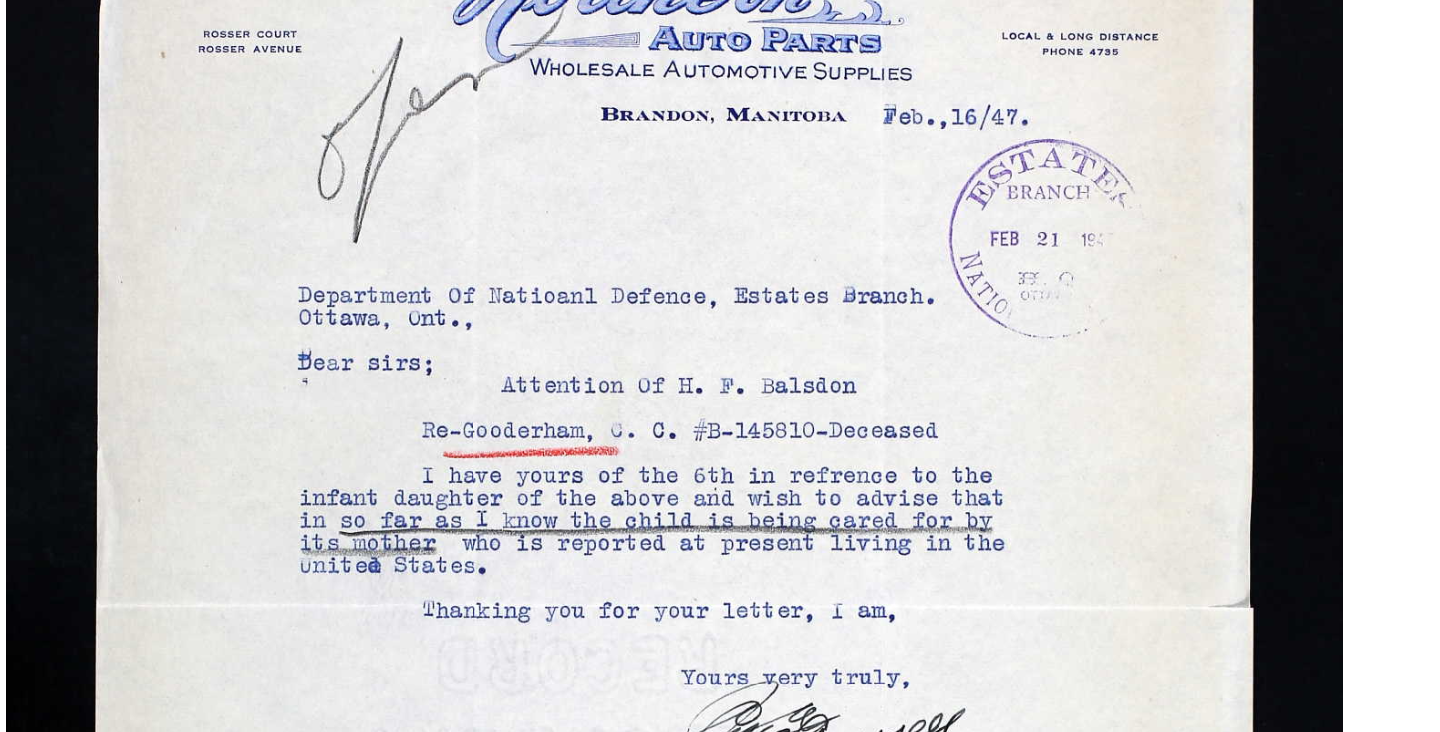 Northern
ROSSER COURT
ROSSER AVENUE
AUTO PARTS
WHOLESALE AUTOMOTIVE SUPPLIES
LOCAL & LONG DISTANCE
PHONE 4735
BRANDON, MANITOBA Feb.,16/47.
ESTATES
BRANCH
FEB 21 194
NATIO
OTTA
Department Of Natioanl Defence, Estates Branch.
Ottawa, Ont.,
Dear sirs;
Attention Of H. F. Balsdon
Re-Gooderham, C. C. #B-145810-Deceased
I have yours of the 6th in refrence to the
infant daughter of the above and wish to advise that
in so far as I know the child is being cared for by
its mother who is reported at present living in the
United States.
Thanking you for your letter, I am,
Yours very truly,